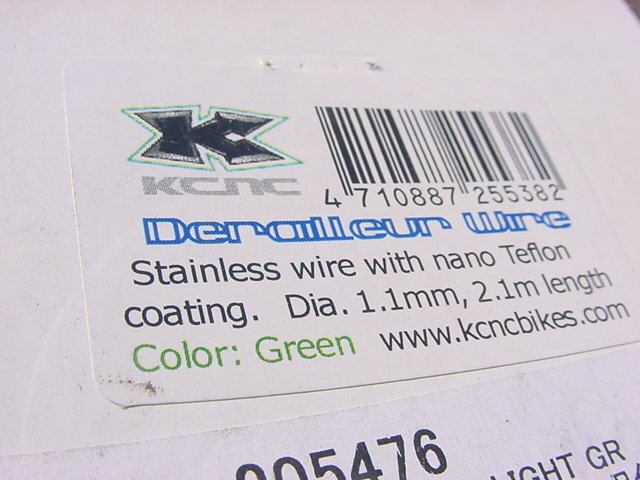 K
KCNC
4 710887 255382
Derailleur Wire
Stainless wire with nano Teflon
coating. Dia. 1.1mm, 2.1m length
Color: Green www.kcncbikes.com
005476
LIGHT GR